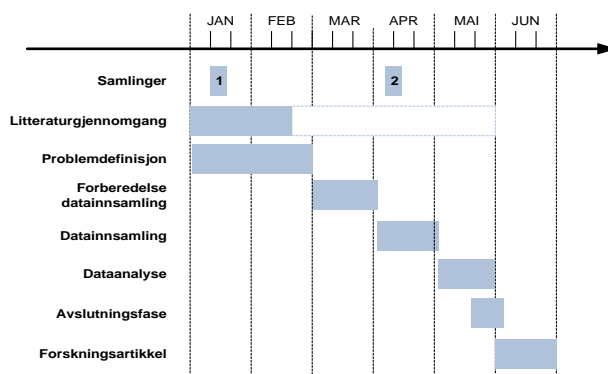 JAN FEB MAR APR MAI JUN
Samlinger 1 2
Litteraturgjennomgang
Problemdefinisjon
Forberedelse
datainnsamling
Datainnsamling
Dataanalyse
Avslutningsfase
Forskningsartikkel